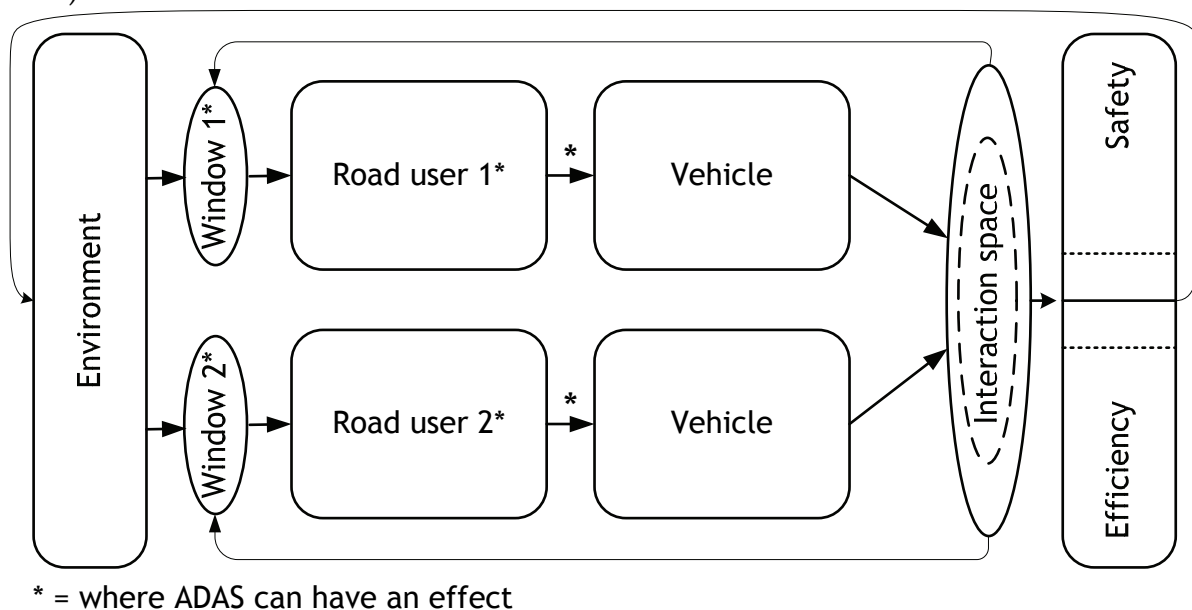 )
Environment
Window 1*
Road user 1*
*
Vehicle
Window 2*
Road user 2*
*
Vehicle
Interaction space
Safety
Efficiency
* = where ADAS can have an effect